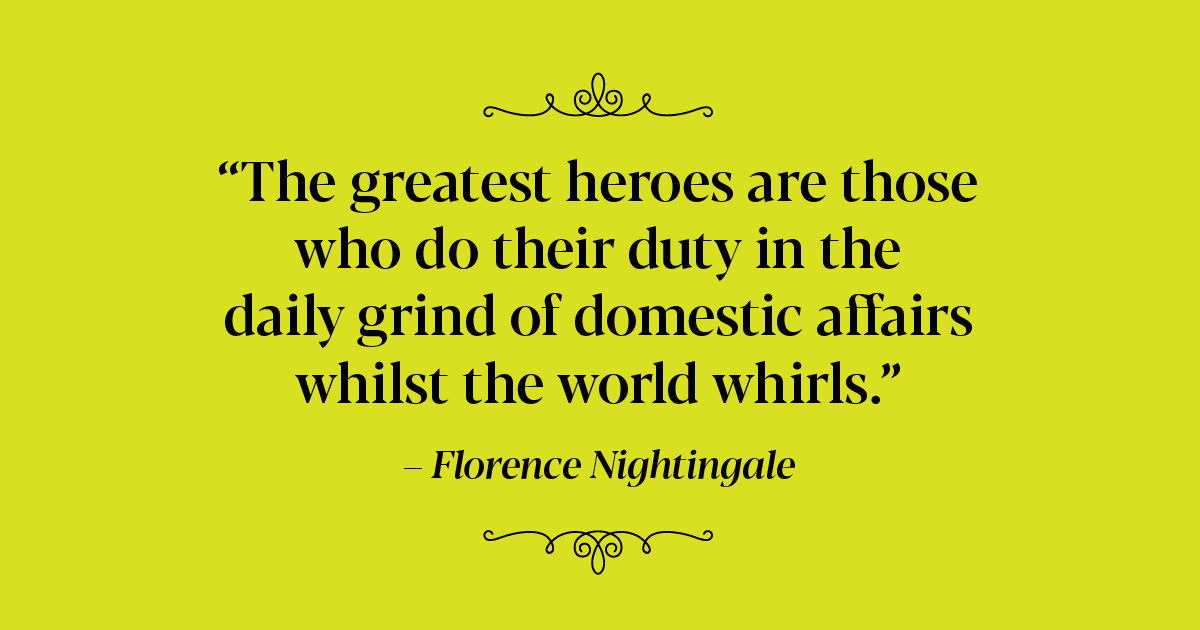 “The greatest heroes are those
who do their duty in the
daily grind of domestic affairs
whilst the world whirls.”
– Florence Nightingale